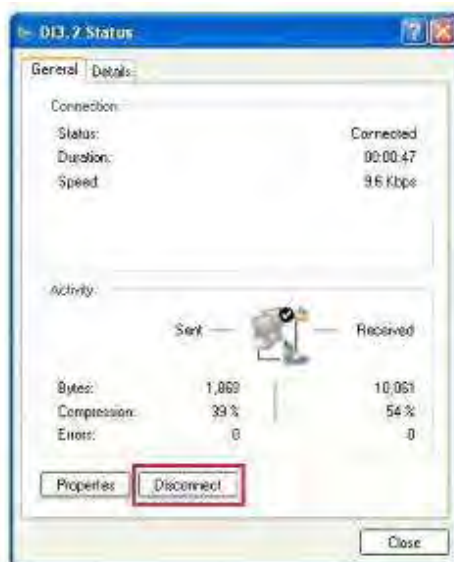 DI3.2 Status
General Details
Connection
Status: Connected
Duration: 00:00:47
Speed: 9.6 Kbps
Activity
Sent Received
Bytes: 1,863 10,061
Compression: 39 % 54 %
Errors: 0 0
Properties Disconnect
Close